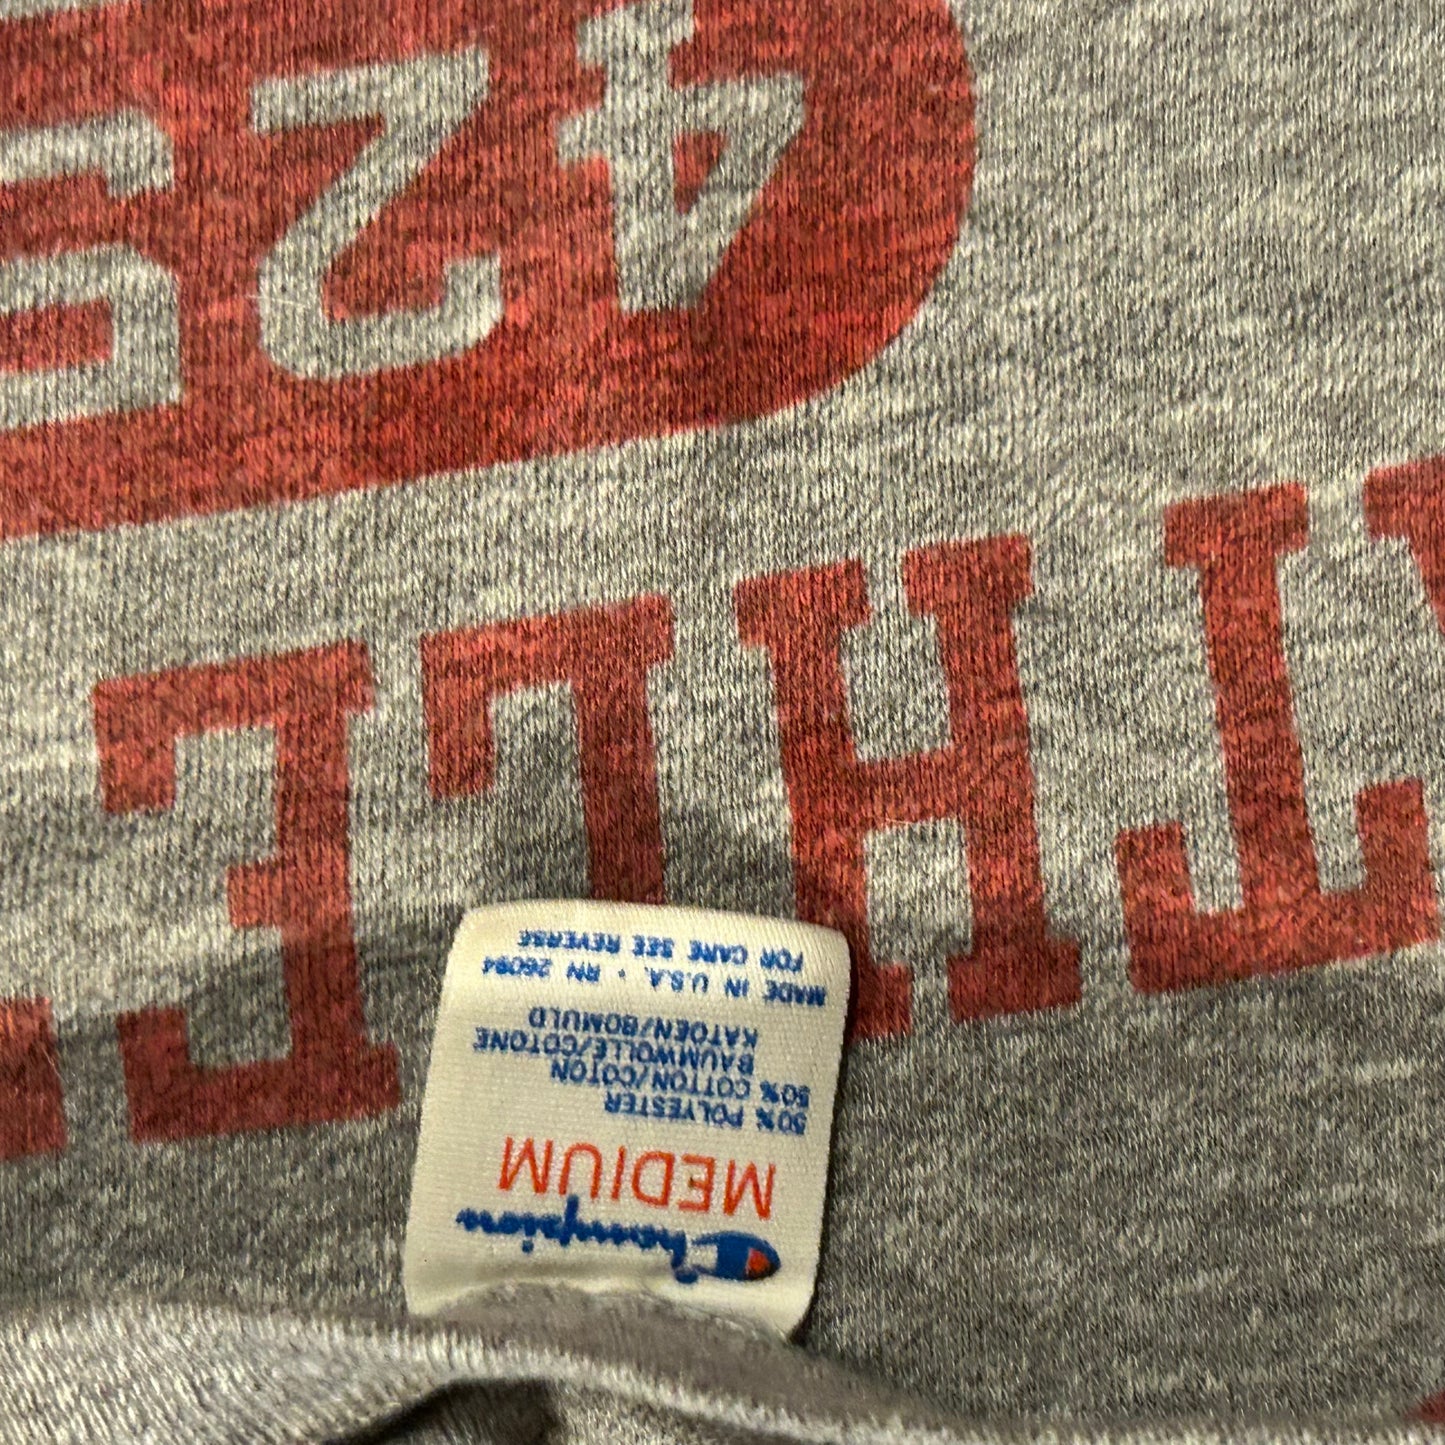 Champion
MEDIUM
50% POLYESTER
50% COTTON/COTON
BAUMWOLLE/COTONE
KATOEN/BOMULD
MADE IN U.S.A. • RN 26094
FOR CARE SEE REVERSE
ATHLE
42